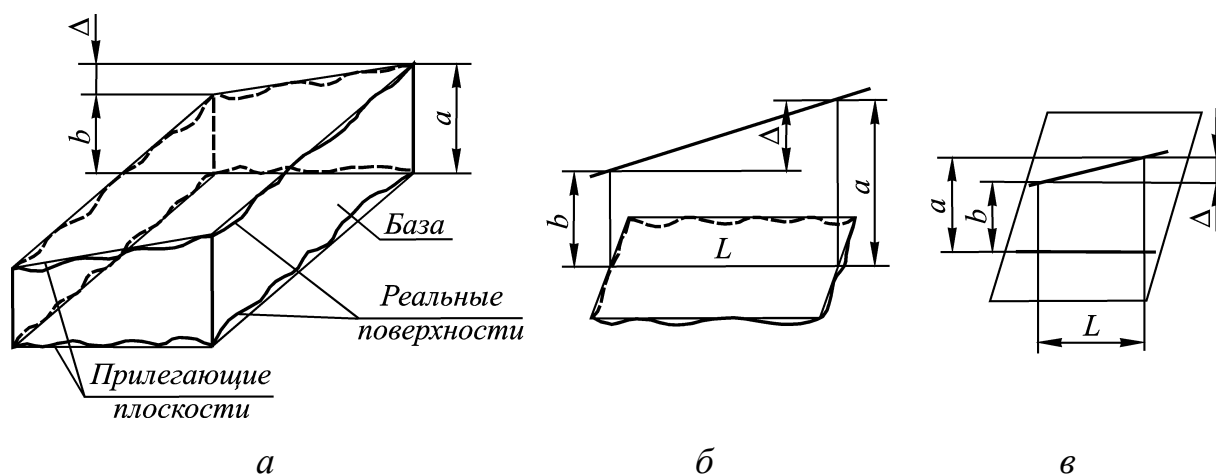 Δ
b
a
База
Реальные
поверхности
Прилегающие
плоскости
а
b
Δ
a
L
б
a
b
Δ
L
в